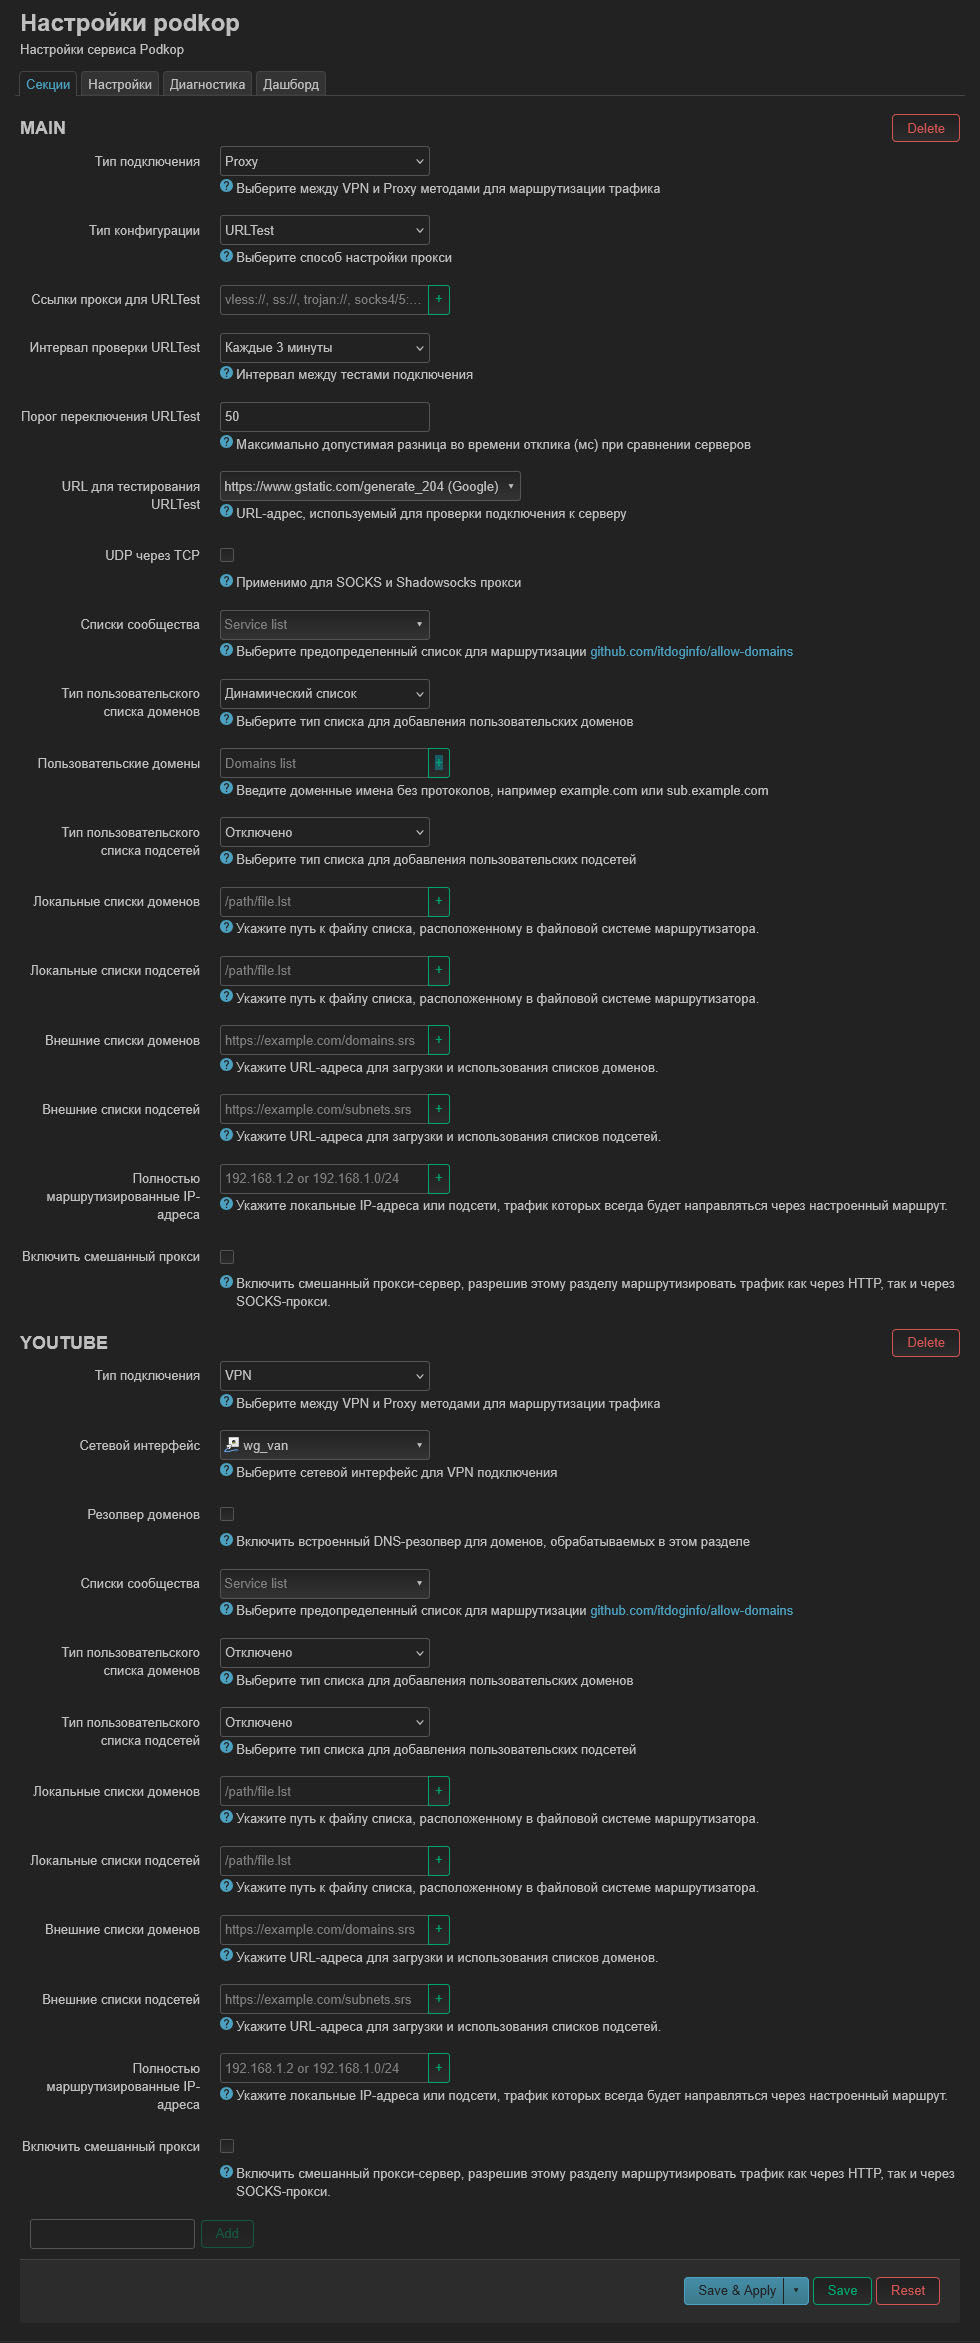 Настройки podkop
Настройки сервиса Podkop
Секции Настройки Диагностика Дашборд
MAIN Delete
Тип подключения Proxy
? Выберите между VPN и Proxy методами для маршрутизации трафика
Тип конфигурации URLTest
? Выберите способ настройки прокси
Ссылки прокси для URLTest vless://, ss://, trojan://, socks4/5:... +
Интервал проверки URLTest Каждые 3 минуты
? Интервал между тестами подключения
Порог переключения URLTest 50
? Максимально допустимая разница во времени отклика (мс) при сравнении серверов
URL для тестирования
URLTest
https://www.gstatic.com/generate_204 (Google)
? URL-адрес, используемый для проверки подключения к серверу
UDP через TCP
? Применимо для SOCKS и Shadowsocks прокси
Списки сообщества Service list
? Выберите предопределенный список для маршрутизации github.com/itdoginfo/allow-domains
Тип пользовательского
списка доменов
Динамический список
? Выберите тип списка для добавления пользовательских доменов
Пользовательские домены Domains list +
? Введите доменные имена без протоколов, например example.com или sub.example.com
Тип пользовательского
списка подсетей
Отключено
? Выберите тип списка для добавления пользовательских подсетей
Локальные списки доменов /path/file.lst +
? Укажите путь к файлу списка, расположенному в файловой системе маршрутизатора.
Локальные списки подсетей /path/file.lst +
? Укажите путь к файлу списка, расположенному в файловой системе маршрутизатора.
Внешние списки доменов https://example.com/domains.srs +
? Укажите URL-адреса для загрузки и использования списков доменов.
Внешние списки подсетей https://example.com/subnets.srs +
? Укажите URL-адреса для загрузки и использования списков подсетей.
Полностью
маршрутизированные IP-
адреса
192.168.1.2 or 192.168.1.0/24 +
? Укажите локальные IP-адреса или подсети, трафик которых всегда будет направляться через настроенный маршрут.
Включить смешанный прокси
? Включить смешанный прокси-сервер, разрешив этому разделу маршрутизировать трафик как через HTTP, так и через
SOCKS-прокси.
YOUTUBE Delete
Тип подключения VPN
? Выберите между VPN и Proxy методами для маршрутизации трафика
Сетевой интерфейс wg_van
? Выберите сетевой интерфейс для VPN подключения
Резолвер доменов
? Включить встроенный DNS-резолвер для доменов, обрабатываемых в этом разделе
Списки сообщества Service list
? Выберите предопределенный список для маршрутизации github.com/itdoginfo/allow-domains
Тип пользовательского
списка доменов
Отключено
? Выберите тип списка для добавления пользовательских доменов
Тип пользовательского
списка подсетей
Отключено
? Выберите тип списка для добавления пользовательских подсетей
Локальные списки доменов /path/file.lst +
? Укажите путь к файлу списка, расположенному в файловой системе маршрутизатора.
Локальные списки подсетей /path/file.lst +
? Укажите путь к файлу списка, расположенному в файловой системе маршрутизатора.
Внешние списки доменов https://example.com/domains.srs +
? Укажите URL-адреса для загрузки и использования списков доменов.
Внешние списки подсетей https://example.com/subnets.srs +
? Укажите URL-адреса для загрузки и использования списков подсетей.
Полностью
маршрутизированные IP-
адреса
192.168.1.2 or 192.168.1.0/24 +
? Укажите локальные IP-адреса или подсети, трафик которых всегда будет направляться через настроенный маршрут.
Включить смешанный прокси
? Включить смешанный прокси-сервер, разрешив этому разделу маршрутизировать трафик как через HTTP, так и через
SOCKS-прокси.
Add
Save & Apply Save Reset